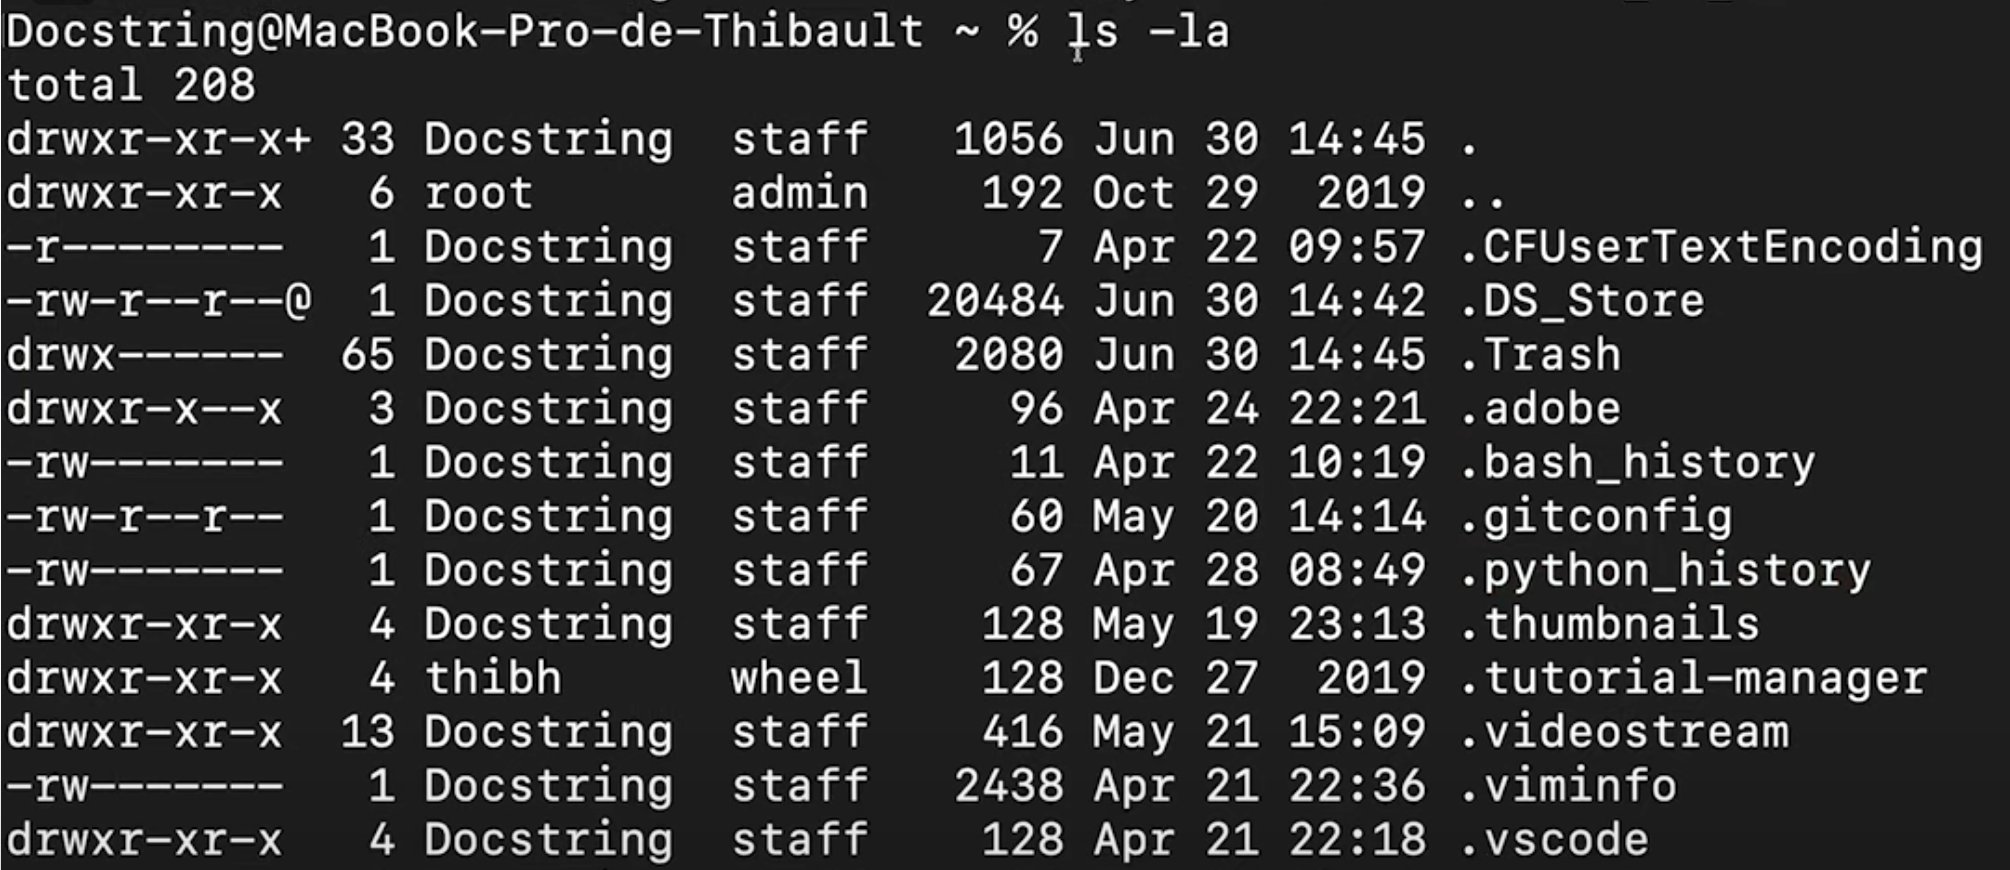 Docstring@MacBook-Pro-de-Thibault ~ % ls -la
total 208
drwxr-xr-x+ 33 Docstring  staff   1056 Jun 30 14:45 .
drwxr-xr-x   6 root       admin    192 Oct 29  2019 ..
-r--------   1 Docstring  staff      7 Apr 22 09:57 .CFUserTextEncoding
-rw-r--r--@  1 Docstring  staff  20484 Jun 30 14:42 .DS_Store
drwx------  65 Docstring  staff   2080 Jun 30 14:45 .Trash
drwxr-x--x   3 Docstring  staff     96 Apr 24 22:21 .adobe
-rw-------   1 Docstring  staff     11 Apr 22 10:19 .bash_history
-rw-r--r--   1 Docstring  staff     60 May 20 14:14 .gitconfig
-rw-------   1 Docstring  staff     67 Apr 28 08:49 .python_history
drwxr-xr-x   4 Docstring  staff    128 May 19 23:13 .thumbnails
drwxr-xr-x   4 thibh      wheel    128 Dec 27  2019 .tutorial-manager
drwxr-xr-x  13 Docstring  staff    416 May 21 15:09 .videostream
-rw-------   1 Docstring  staff   2438 Apr 21 22:36 .viminfo
drwxr-xr-x   4 Docstring  staff    128 Apr 21 22:18 .vscode